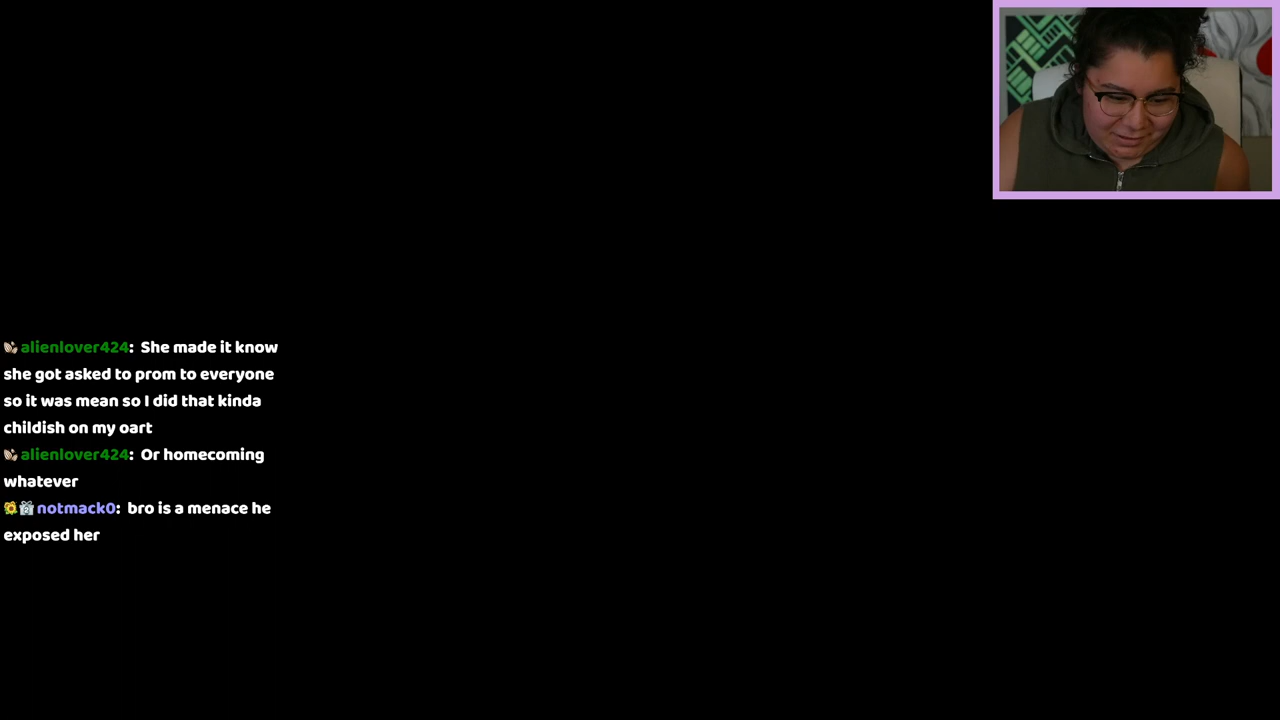 alienlover424: She made it know
she got asked to prom to everyone
so it was mean so I did that kinda
childish on my oart
alienlover424: Or homecoming
whatever
notmack0: bro is a menace he
exposed her